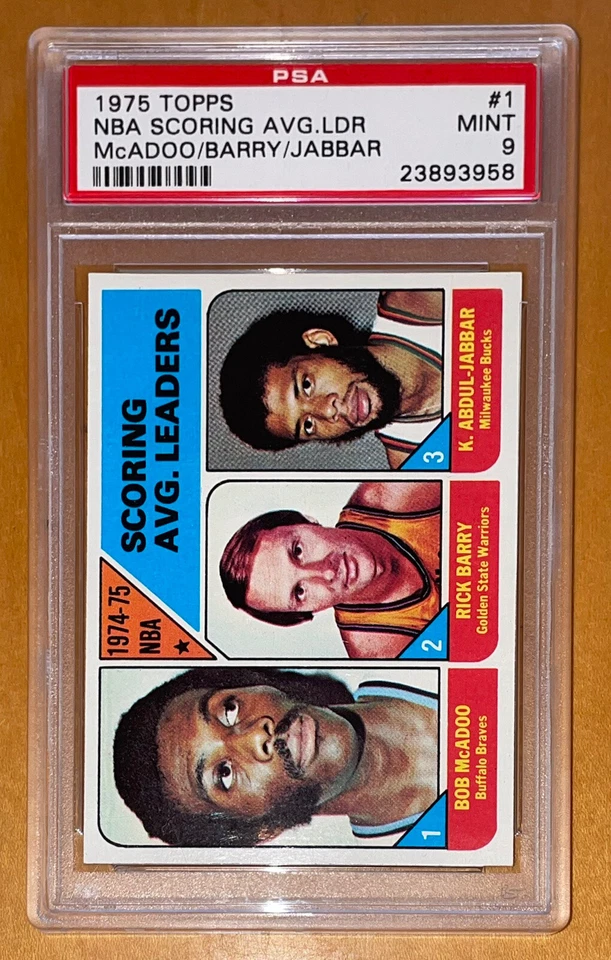 PSA
1975 TOPPS #1
NBA SCORING AVG.LDR MINT
McADOO/BARRY/JABBAR 9
23893958
1974-75
NBA
SCORING
AVG. LEADERS
1
BOB McADOO
Buffalo Braves
2
RICK BARRY
Golden State Warriors
3
K. ABDUL-JABBAR
Milwaukee Bucks